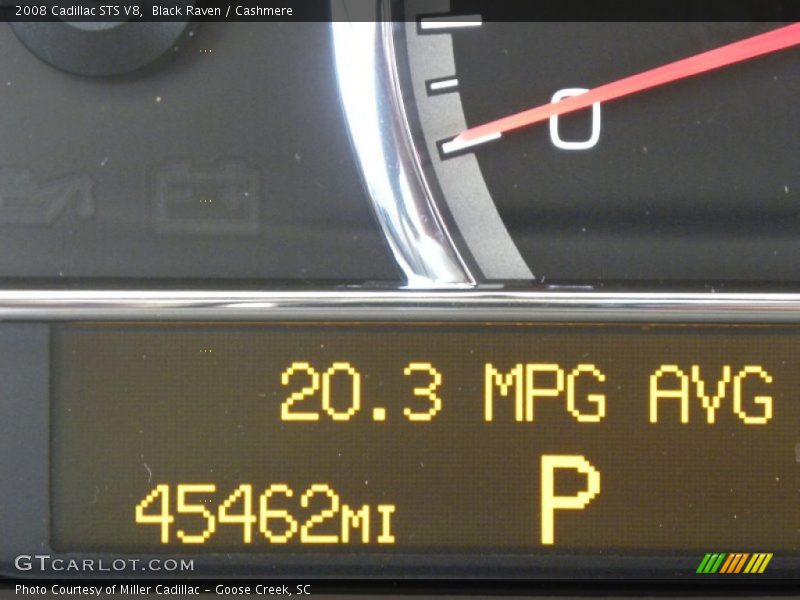 2008 Cadillac STS V8,  Black Raven / Cashmere
0
20.3 MPG AVG
45462MI
P
GTCARLOT.COM
Photo Courtesy of Miller Cadillac - Goose Creek, SC